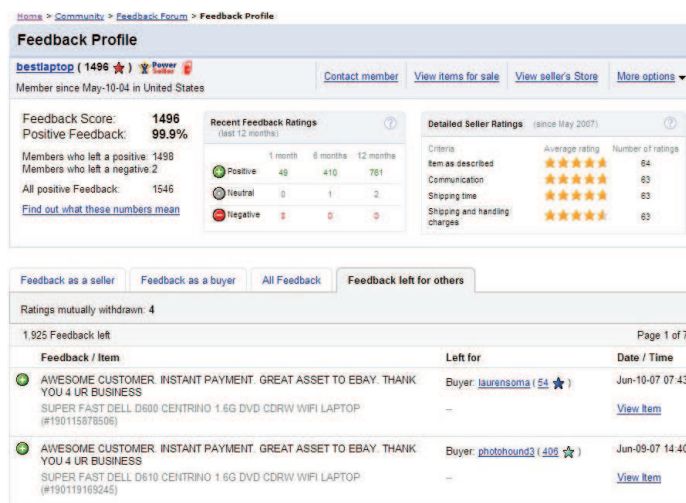 Home > Community > Feedback Forum > Feedback Profile
Feedback Profile
bestlaptop ( 1496 ) Power Seller
Member since May-10-04 in United States
Contact member View items for sale View seller's Store More options
Feedback Score: 1496
Positive Feedback: 99.9%
Members who left a positive: 1498
Members who left a negative: 2
All positive Feedback: 1546
Find out what these numbers mean
Recent Feedback Ratings
(last 12 months) ?
1 month 6 months 12 months
Positive 49 410 761
Neutral 0 1 2
Negative 0 0 0
Detailed Seller Ratings (since May 2007) ?
Criteria Average rating Number of ratings
Item as described 64
Communication 63
Shipping time 63
Shipping and handling
charges 63
Feedback as a seller Feedback as a buyer All Feedback Feedback left for others
Ratings mutually withdrawn: 4
1,925 Feedback left Page 1 of 7
Feedback / Item Left for Date / Time
AWESOME CUSTOMER. INSTANT PAYMENT. GREAT ASSET TO EBAY. THANK
YOU 4 UR BUSINESS
Buyer: laurensoma ( 54 ) Jun-10-07 07:43
SUPER FAST DELL D600 CENTRINO 1.6G DVD CDRW WIFI LAPTOP
(#190115878506)
-- View Item
AWESOME CUSTOMER. INSTANT PAYMENT. GREAT ASSET TO EBAY. THANK
YOU 4 UR BUSINESS
Buyer: photohound3 ( 406 ) Jun-09-07 14:40
SUPER FAST DELL D610 CENTRINO 1.6G DVD CDRW WIFI LAPTOP
(#190119169245)
-- View Item